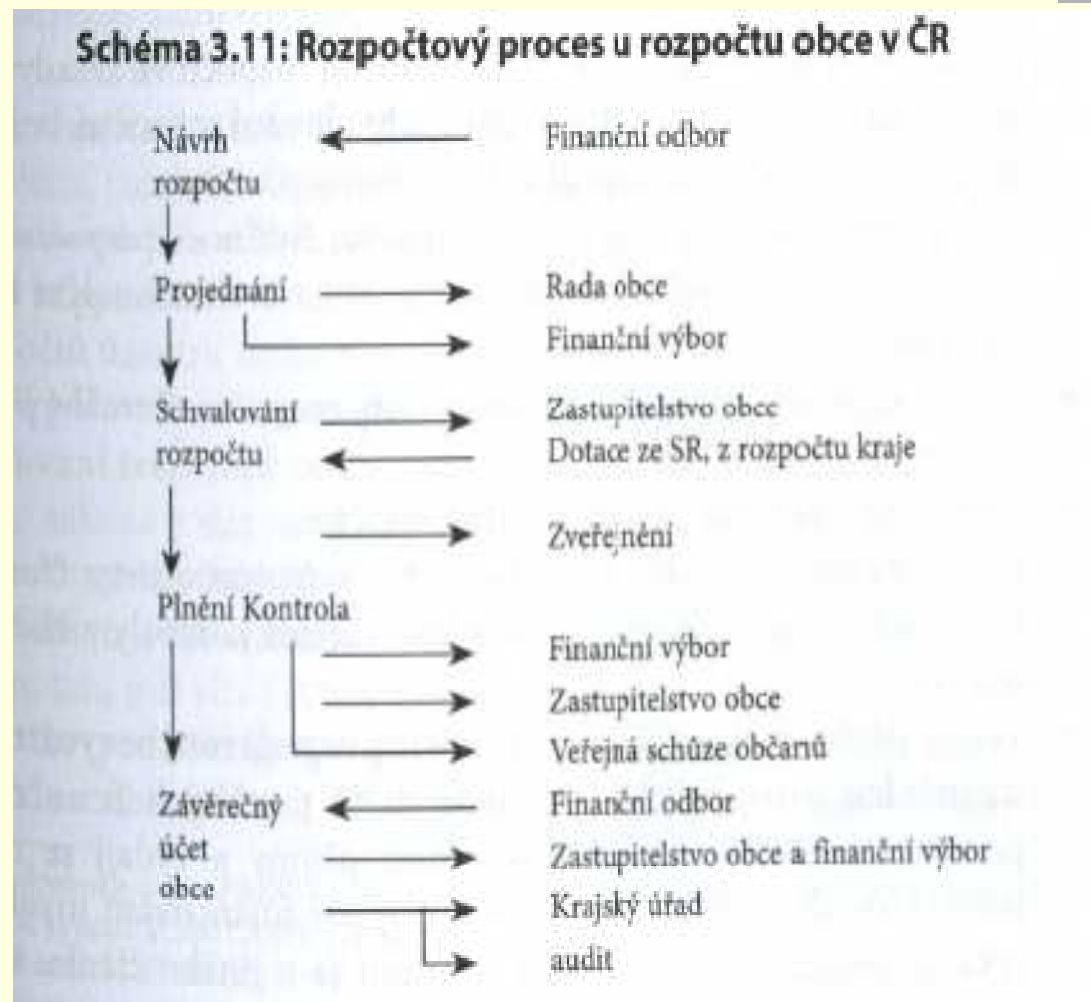 Schéma 3.11: Rozpočtový proces u rozpočtu obce v ČR
Návrh Finanční odbor
rozpočtu
Projednání Rada obce
Finanční výbor
Schvalování Zastupitelstvo obce
rozpočtu Dotace ze SR, z rozpočtu kraje
Zveřejnění
Plnění Kontrola
Finanční výbor
Zastupitelstvo obce
Veřejná schůze občanů
Závěrečný Finanční odbor
účet Zastupitelstvo obce a finanční výbor
obce
Krajský úřad
audit